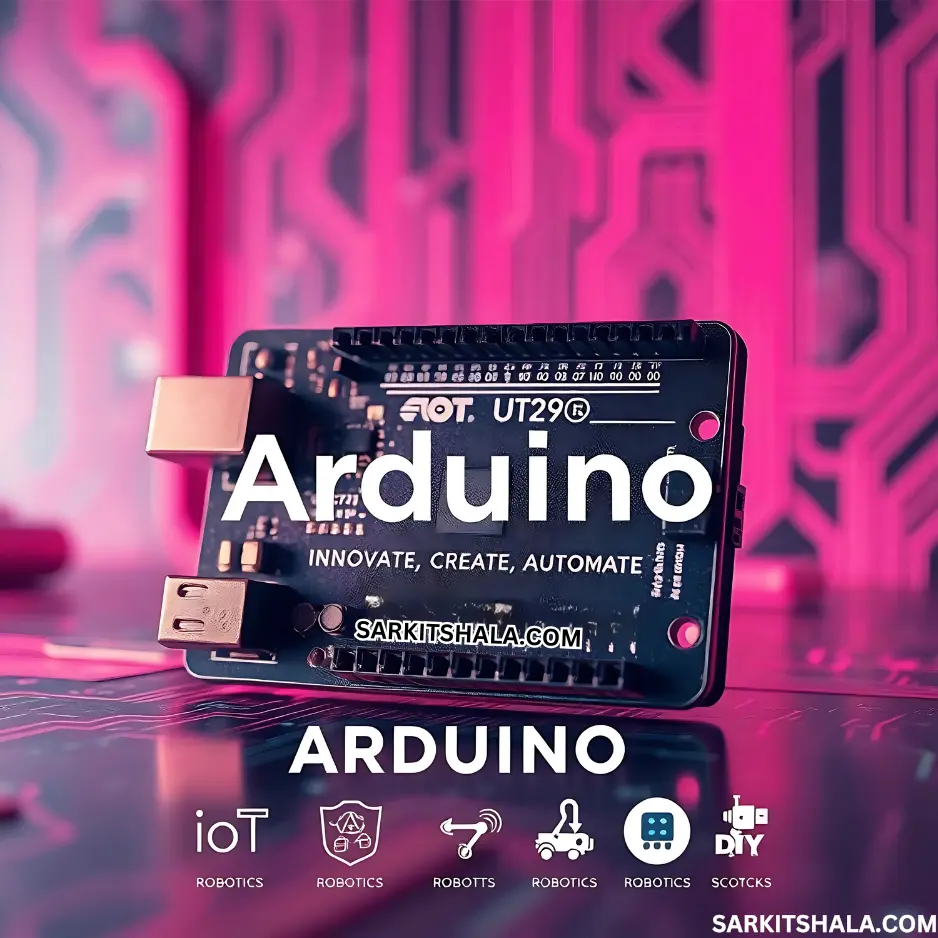 UT29®
Arduino
INNOVATE, CREATE, AUTOMATE
SARKITSHALA.COM
ARDUINO
ioT
DIY
ROBOTICS ROBOTICS ROBOTTS ROBOTICS ROBOTICS SCOTCKS
SARKITSHALA.COM